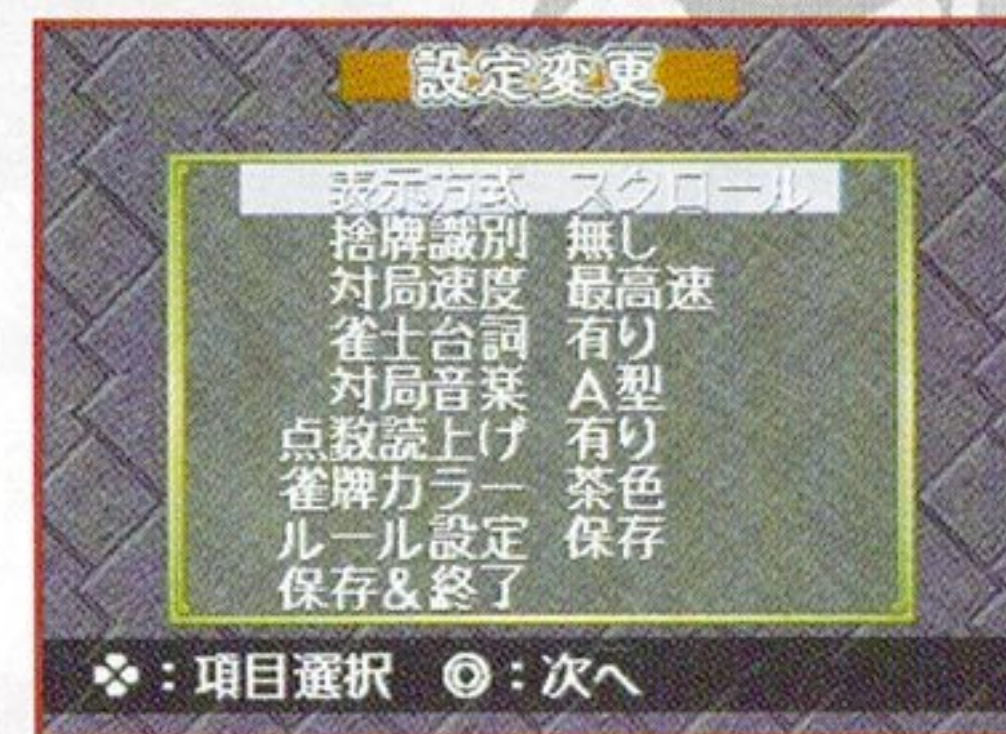 設定変更
表示方式 スクロール
捨牌識別 無し
対局速度 最高速
雀士台詞 有り
対局音楽 A型
点数読上げ 有り
雀牌カラー 茶色
ルール設定 保存
保存&終了
：項目選択 ◎：次へ